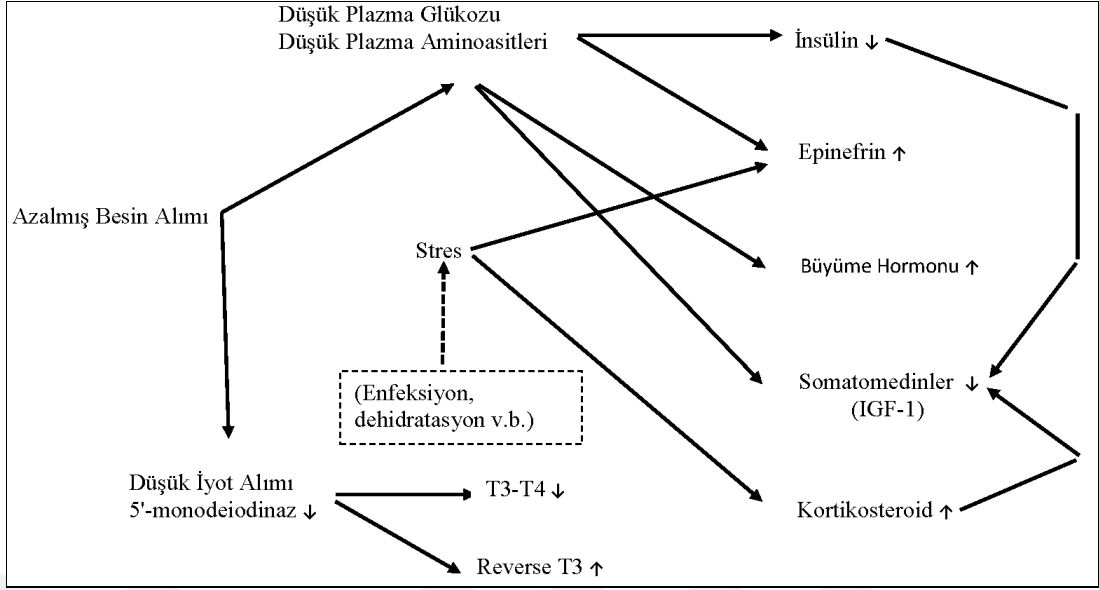 Düşük Plazma Glükozu
Düşük Plazma Aminoasitleri
İnsülin ↓
Epinefrin ↑
Azalmış Besin Alımı
Stres
Büyüme Hormonu ↑
(Enfeksiyon,
dehidratasyon v.b.)
Somatomedinler ↓
(IGF-1)
Düşük İyot Alımı
5'-monodeiodinaz ↓
T3-T4 ↓
Kortikosteroid ↑
Reverse T3 ↑